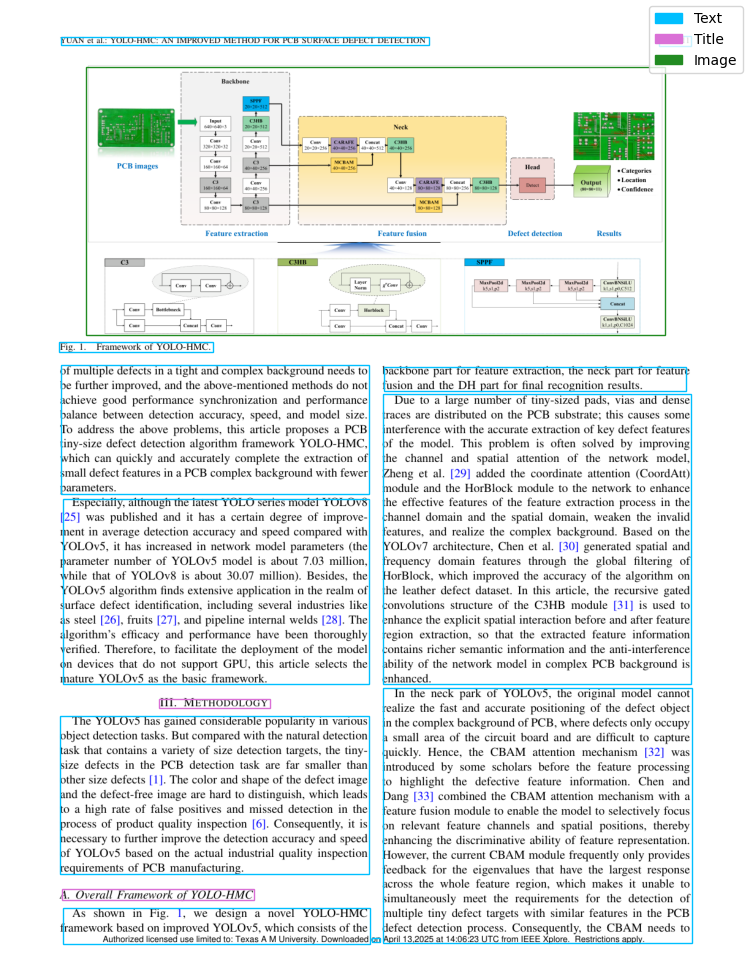 Text
Title
Image
YUAN et al.: YOLO-HMC: AN IMPROVED METHOD FOR PCB SURFACE DEFECT DETECTION
Backbone
SPPF
20×20×512
Input
640×640×3
C3HB
20×20×512
Conv
320×320×32
Conv
20×20×512
Conv
160×160×64
C3
40×40×256
C3
160×160×64
Conv
40×40×256
Conv
80×80×128
C3
80×80×128
PCB images
Neck
Conv
20×20×256
CARAFE
40×40×256
Concat
40×40×512
C3HB
40×40×256
MCBAM
40×40×256
Conv
40×40×128
CARAFE
80×80×128
Concat
80×80×256
C3HB
80×80×128
MCBAM
80×80×128
Head
Detect
Output
•Categories
•Location
•Confidence
Feature extraction
Feature fusion
Defect detection
Results
C3
Conv
Conv
Conv
Bottleneck
Conv
Concat
Conv
C3HB
Layer
Norm
gⁿConv
Conv
Horblock
Conv
Concat
Conv
SPPF
MaxPool2d
k5,s1,p2
MaxPool2d
k5,s1,p2
MaxPool2d
k5,s1,p2
ConvBNSiLU
k1,s1,p0,C512
Concat
ConvBNSiLU
k1,s1,p0,C1024
Fig. 1. Framework of YOLO-HMC.
of multiple defects in a tight and complex background needs to
be further improved, and the above-mentioned methods do not
achieve good performance synchronization and performance
balance between detection accuracy, speed, and model size.
To address the above problems, this article proposes a PCB
tiny-size defect detection algorithm framework YOLO-HMC,
which can quickly and accurately complete the extraction of
small defect features in a PCB complex background with fewer
parameters.
Especially, although the latest YOLO series model YOLOv8
[25] was published and it has a certain degree of improve-
ment in average detection accuracy and speed compared with
YOLOv5, it has increased in network model parameters (the
parameter number of YOLOv5 model is about 7.03 million,
while that of YOLOv8 is about 30.07 million). Besides, the
YOLOv5 algorithm finds extensive application in the realm of
surface defect identification, including several industries like
as steel [26], fruits [27], and pipeline internal welds [28]. The
algorithm's efficacy and performance have been thoroughly
verified. Therefore, to facilitate the deployment of the model
on devices that do not support GPU, this article selects the
mature YOLOv5 as the basic framework.
III. METHODOLOGY
The YOLOv5 has gained considerable popularity in various
object detection tasks. But compared with the natural detection
task that contains a variety of size detection targets, the tiny-
size defects in the PCB detection task are far smaller than
other size defects [1]. The color and shape of the defect image
and the defect-free image are hard to distinguish, which leads
to a high rate of false positives and missed detection in the
process of product quality inspection [6]. Consequently, it is
necessary to further improve the detection accuracy and speed
of YOLOv5 based on the actual industrial quality inspection
requirements of PCB manufacturing.
A. Overall Framework of YOLO-HMC
As shown in Fig. 1, we design a novel YOLO-HMC
framework based on improved YOLOv5, which consists of the
backbone part for feature extraction, the neck part for feature
fusion and the DH part for final recognition results.
Due to a large number of tiny-sized pads, vias and dense
traces are distributed on the PCB substrate; this causes some
interference with the accurate extraction of key defect features
of the model. This problem is often solved by improving
the channel and spatial attention of the network model,
Zheng et al. [29] added the coordinate attention (CoordAtt)
module and the HorBlock module to the network to enhance
the effective features of the feature extraction process in the
channel domain and the spatial domain, weaken the invalid
features, and realize the complex background. Based on the
YOLOv7 architecture, Chen et al. [30] generated spatial and
frequency domain features through the global filtering of
HorBlock, which improved the accuracy of the algorithm on
the leather defect dataset. In this article, the recursive gated
convolutions structure of the C3HB module [31] is used to
enhance the explicit spatial interaction before and after feature
region extraction, so that the extracted feature information
contains richer semantic information and the anti-interference
ability of the network model in complex PCB background is
enhanced.
In the neck park of YOLOv5, the original model cannot
realize the fast and accurate positioning of the defect object
in the complex background of PCB, where defects only occupy
a small area of the circuit board and are difficult to capture
quickly. Hence, the CBAM attention mechanism [32] was
introduced by some scholars before the feature processing
to highlight the defective feature information. Chen and
Dang [33] combined the CBAM attention mechanism with a
feature fusion module to enable the model to selectively focus
on relevant feature channels and spatial positions, thereby
enhancing the discriminative ability of feature representation.
However, the current CBAM module frequently only provides
feedback for the eigenvalues that have the largest response
across the whole feature region, which makes it unable to
simultaneously meet the requirements for the detection of
multiple tiny defect targets with similar features in the PCB
defect detection process. Consequently, the CBAM needs to
Authorized licensed use limited to: Texas A M University. Downloaded on April 13,2025 at 14:06:23 UTC from IEEE Xplore. Restrictions apply.